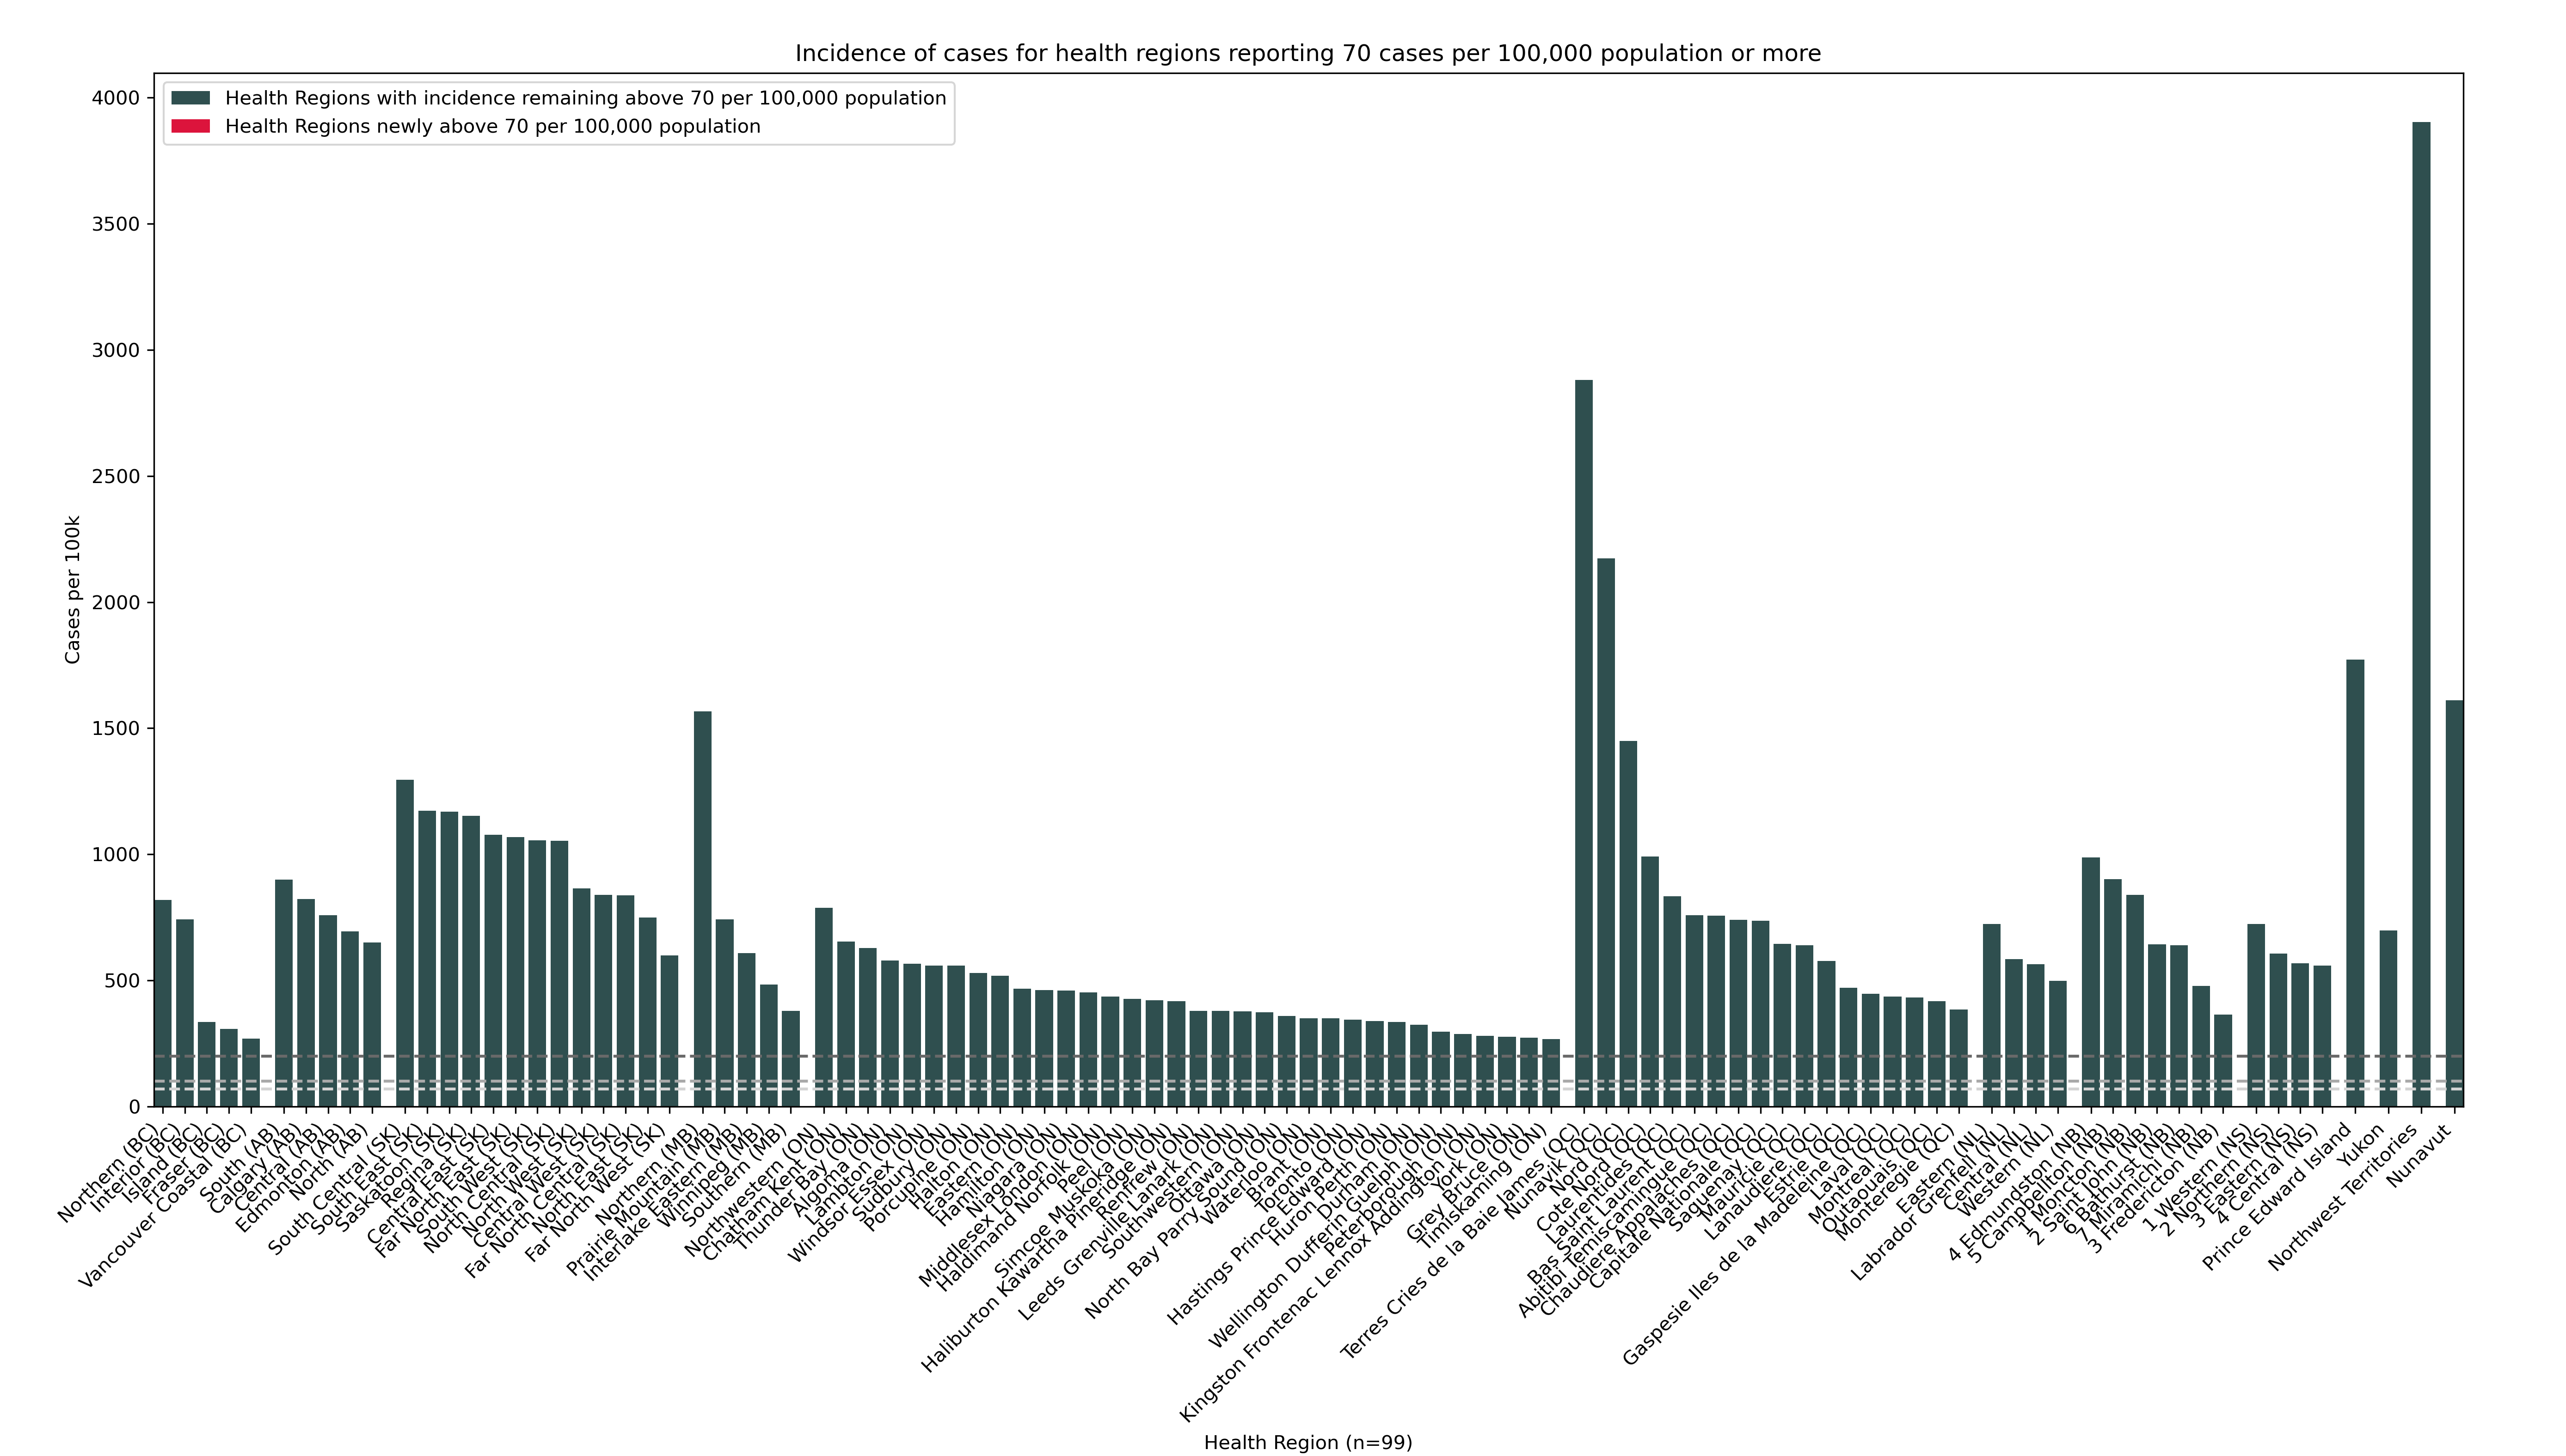 Incidence of cases for health regions reporting 70 cases per 100,000 population or more
Health Regions with incidence remaining above 70 per 100,000 population
Health Regions newly above 70 per 100,000 population
Cases per 100k
4000
3500
3000
2500
2000
1500
1000
500
0
Northern (BC)
Interior (BC)
Island (BC)
Fraser (BC)
Vancouver Coastal (BC)
South (AB)
Calgary (AB)
Central (AB)
Edmonton (AB)
North (AB)
South Central (SK)
South East (SK)
Saskatoon (SK)
Regina (SK)
Central East (SK)
Far North East (SK)
South West (SK)
North Central (SK)
North West (SK)
Central West (SK)
Far North Central (SK)
North East (SK)
Far North West (SK)
Northern (MB)
Prairie Mountain (MB)
Interlake Eastern (MB)
Winnipeg (MB)
Southern (MB)
Northwestern (ON)
Chatham Kent (ON)
Thunder Bay (ON)
Algoma (ON)
Lambton (ON)
Windsor Essex (ON)
Sudbury (ON)
Porcupine (ON)
Halton (ON)
Eastern (ON)
Hamilton (ON)
Niagara (ON)
Middlesex London (ON)
Haldimand Norfolk (ON)
Peel (ON)
Simcoe Muskoka (ON)
Haliburton Kawartha Pineridge (ON)
Renfrew (ON)
Leeds Grenville Lanark (ON)
Southwestern (ON)
Ottawa (ON)
North Bay Parry Sound (ON)
Waterloo (ON)
Brant (ON)
Toronto (ON)
Hastings Prince Edward (ON)
Huron Perth (ON)
Durham (ON)
Wellington Dufferin Guelph (ON)
Peterborough (ON)
Kingston Frontenac Lennox Addington (ON)
York (ON)
Grey Bruce (ON)
Timiskaming (ON)
Terres Cries de la Baie James (QC)
Nunavik (QC)
Nord (QC)
Cote Nord (QC)
Laurentides (QC)
Bas Saint Laurent (QC)
Abitibi Temiscamingue (QC)
Chaudiere Appalaches (QC)
Capitale Nationale (QC)
Saguenay (QC)
Mauricie (QC)
Lanaudiere (QC)
Estrie (QC)
Gaspesie Iles de la Madeleine (QC)
Laval (QC)
Montreal (QC)
Outaouais (QC)
Monteregie (QC)
Eastern (NL)
Labrador Grenfell (NL)
Central (NL)
Western (NL)
4 Edmundston (NB)
5 Campbellton (NB)
1 Moncton (NB)
2 Saint John (NB)
6 Bathurst (NB)
7 Miramichi (NB)
3 Fredericton (NB)
1 Western (NS)
2 Northern (NS)
3 Eastern (NS)
4 Central (NS)
Prince Edward Island
Yukon
Northwest Territories
Nunavut
Health Region (n=99)